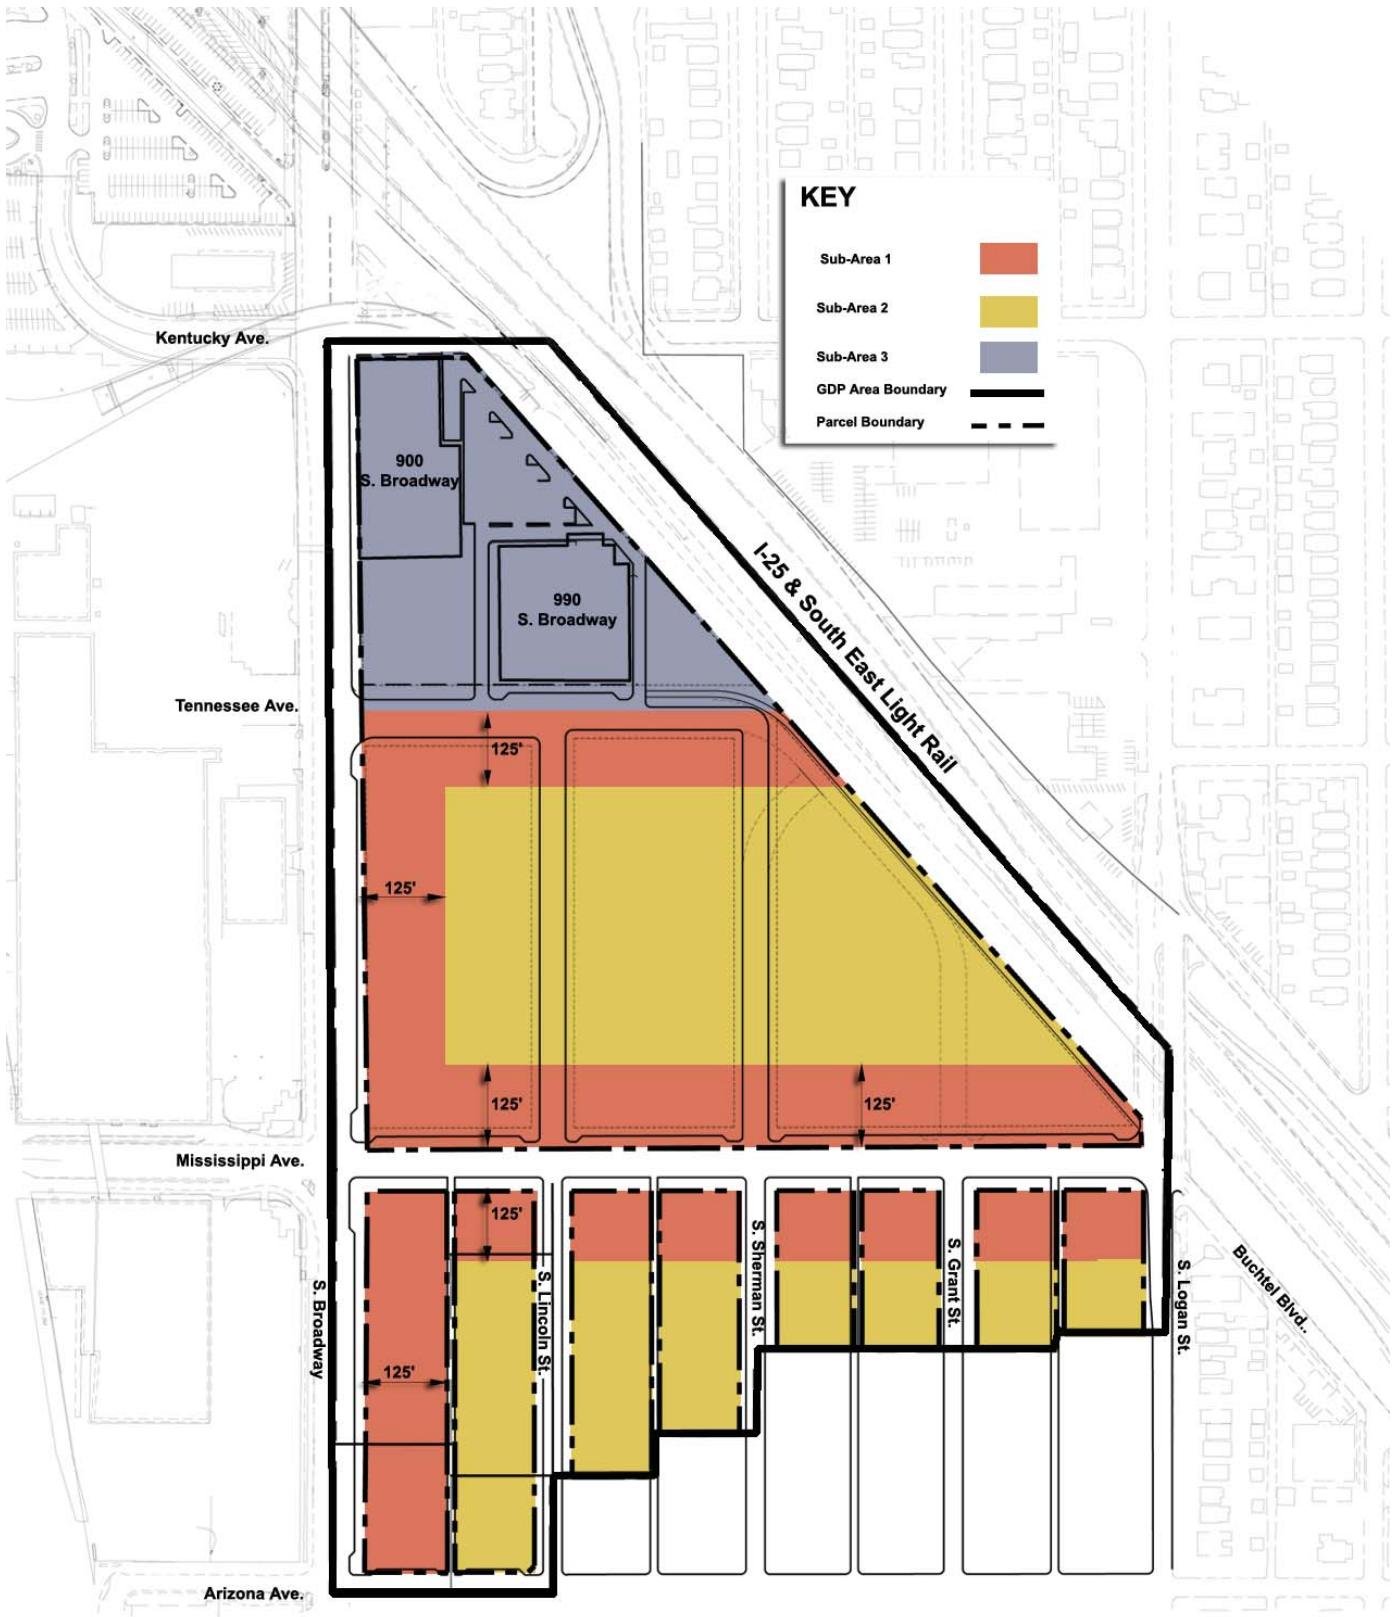 KEY
Sub-Area 1
Sub-Area 2
Sub-Area 3
GDP Area Boundary
Parcel Boundary
Kentucky Ave.
900
S. Broadway
990
S. Broadway
I-25 & South East Light Rail
Tennessee Ave.
125'
125'
125'
125'
Mississippi Ave.
125'
S. Broadway
S. Lincoln St.
S. Sherman St.
S. Grant St.
S. Logan St.
Buchtel Blvd..
125'
Arizona Ave.